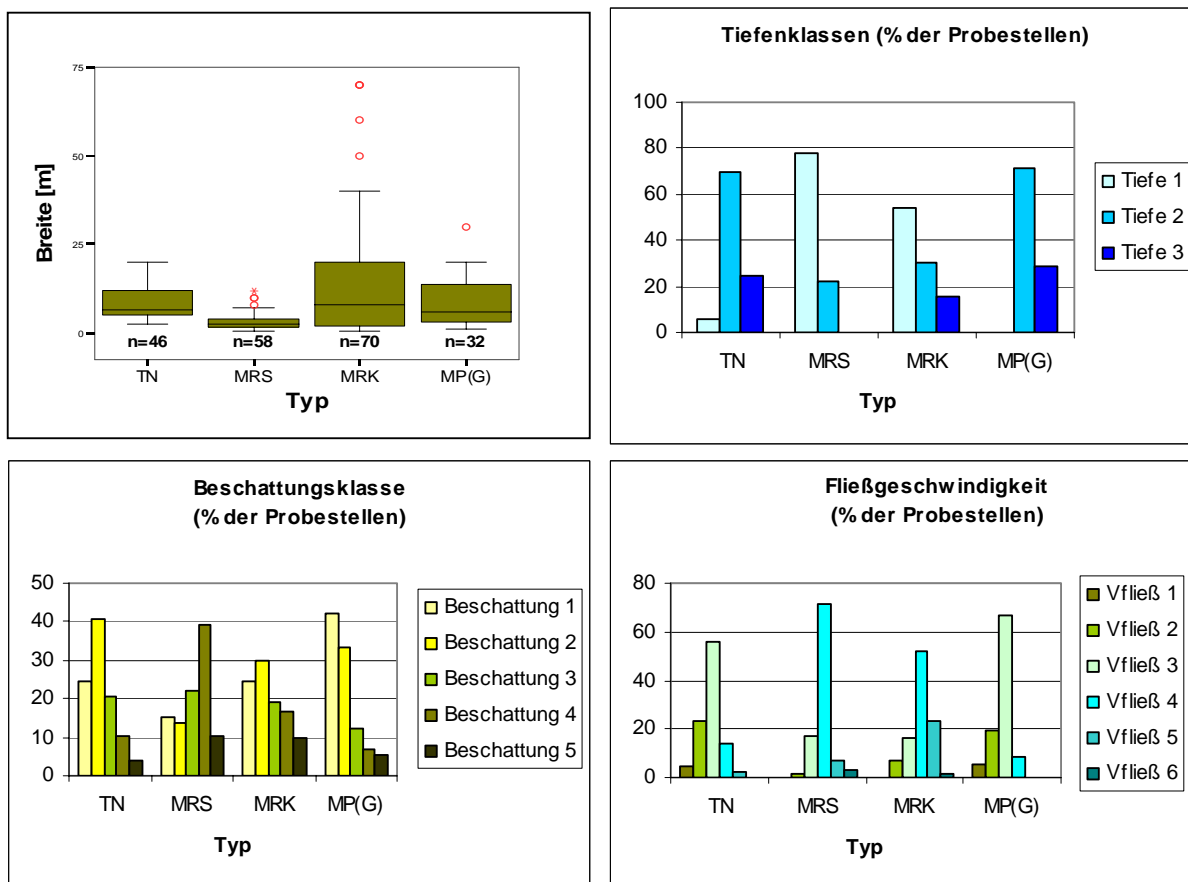 75
50
25
0
Breite [m]
n=46 n=58 n=70 n=32
TN MRS MRK MP(G)
Typ
Tiefenklassen (% der Probestellen)
100
80
60
40
20
0
TN MRS MRK MP(G)
Typ
Tiefe 1
Tiefe 2
Tiefe 3
Beschattungsklasse
(% der Probestellen)
50
40
30
20
10
0
TN MRS MRK MP(G)
Typ
Beschattung 1
Beschattung 2
Beschattung 3
Beschattung 4
Beschattung 5
Fließgeschwindigkeit
(% der Probestellen)
80
60
40
20
0
TN MRS MRK MP(G)
Typ
Vfließ 1
Vfließ 2
Vfließ 3
Vfließ 4
Vfließ 5
Vfließ 6